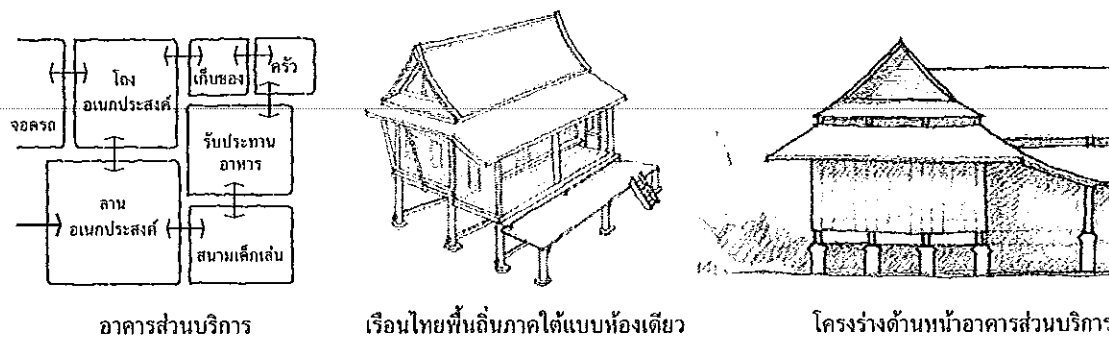 โถง
อเนกประสงค์
เก็บของ
ครัว
จอดรถ
รับประทาน
อาหาร
ลาน
อเนกประสงค์
สนามเด็กเล่น
อาคารส่วนบริการ
เรือนไทยพื้นถิ่นภาคใต้แบบห้องเดียว
โครงร่างด้านหน้าอาคารส่วนบริการ